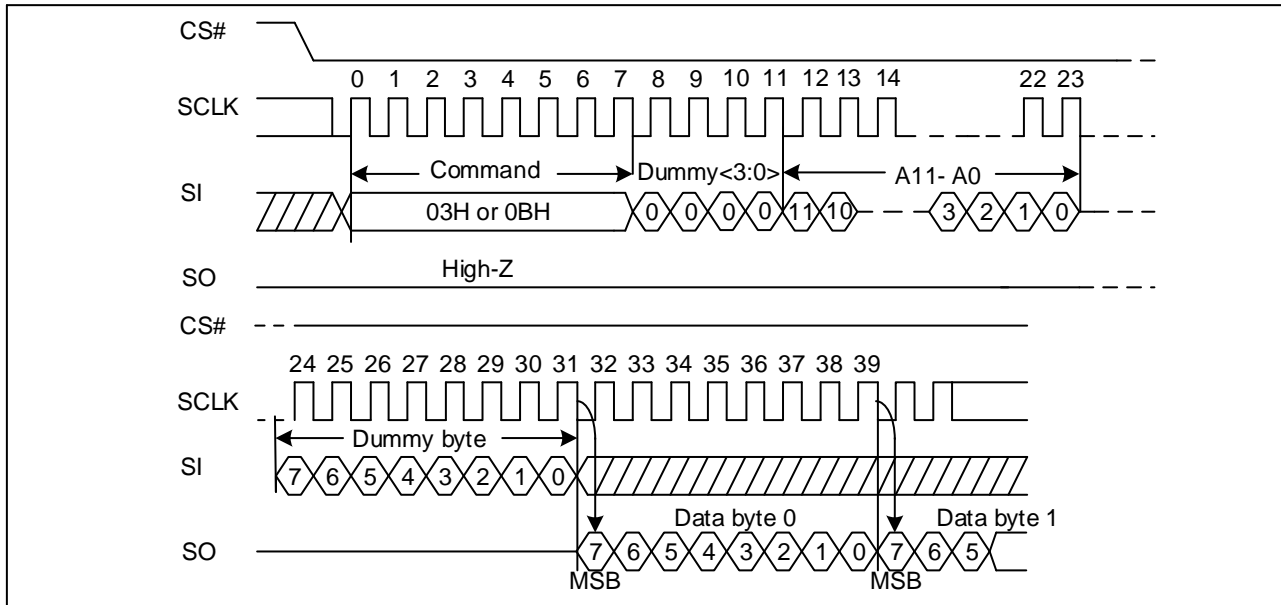 CS#
0 1 2 3 4 5 6 7 8 9 10 11 12 13 14 22 23
SCLK
Command Dummy<3:0> A11- A0
SI 03H or 0BH 0 0 0 0 11 10 3 2 1 0
High-Z
SO
CS#
24 25 26 27 28 29 30 31 32 33 34 35 36 37 38 39
SCLK
Dummy byte
SI 7 6 5 4 3 2 1 0
Data byte 0 Data byte 1
SO 7 6 5 4 3 2 1 0 7 6 5
MSB MSB